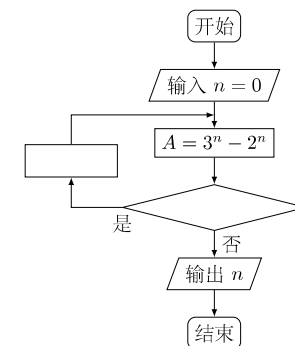 开始
输入 n = 0
A = 3ⁿ − 2ⁿ
是
否
输出 n
结束